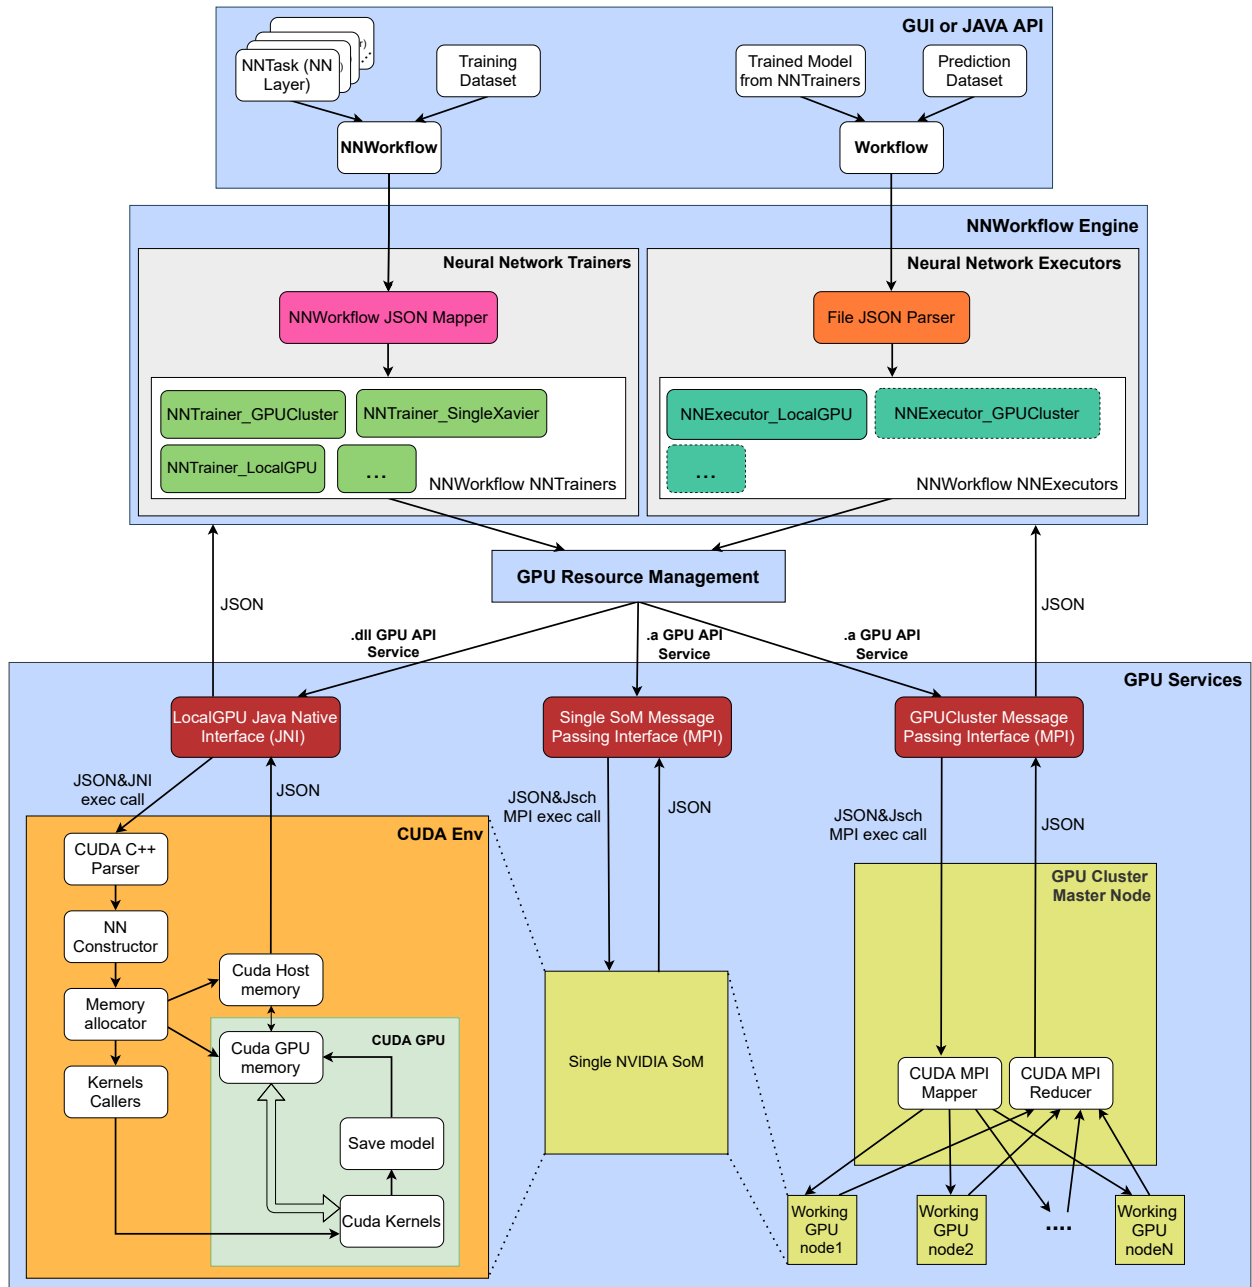 GUI or JAVA API
r)
)
)
NNTask (NN
Layer)
Training
Dataset
Trained Model
from NNTrainers
Prediction
Dataset
NNWorkflow
Workflow
NNWorkflow Engine
Neural Network Trainers
Neural Network Executors
NNWorkflow JSON Mapper
File JSON Parser
NNTrainer_GPUCluster
NNTrainer_SingleXavier
NNTrainer_LocalGPU
...
NNWorkflow NNTrainers
NNExecutor_LocalGPU
NNExecutor_GPUCluster
...
NNWorkflow NNExecutors
GPU Resource Management
JSON
JSON
.dll GPU API
Service
.a GPU API
Service
.a GPU API
Service
GPU Services
LocalGPU Java Native
Interface (JNI)
Single SoM Message
Passing Interface (MPI)
GPUCluster Message
Passing Interface (MPI)
JSON&JNI
exec call
JSON
JSON&Jsch
MPI exec call
JSON
JSON&Jsch
MPI exec call
JSON
CUDA Env
CUDA C++
Parser
NN
Constructor
Memory
allocator
Kernels
Callers
Cuda Host
memory
CUDA GPU
Cuda GPU
memory
Save model
Cuda Kernels
Single NVIDIA SoM
GPU Cluster
Master Node
CUDA MPI
Mapper
CUDA MPI
Reducer
Working
GPU
node1
Working
GPU
node2
....
Working
GPU
nodeN